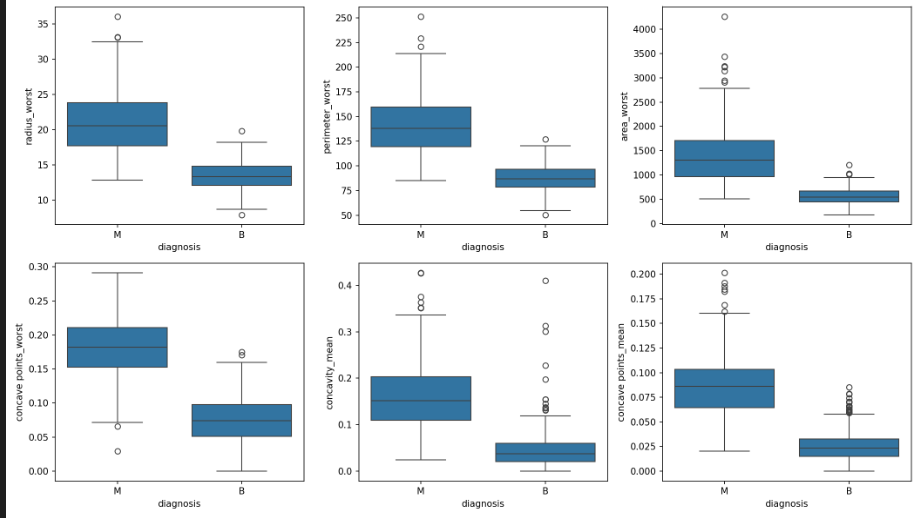 radius_worst
35
30
25
20
15
10
M B
diagnosis
perimeter_worst
250
225
200
175
150
125
100
75
50
M B
diagnosis
area_worst
4000
3500
3000
2500
2000
1500
1000
500
0
M B
diagnosis
concave points_worst
0.30
0.25
0.20
0.15
0.10
0.05
0.00
M B
diagnosis
concavity_mean
0.4
0.3
0.2
0.1
0.0
M B
diagnosis
concave points_mean
0.200
0.175
0.150
0.125
0.100
0.075
0.050
0.025
0.000
M B
diagnosis